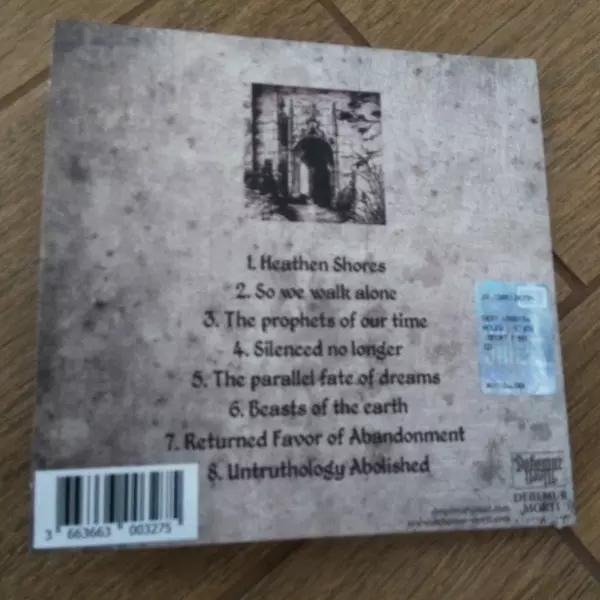 1. Heathen Shores
2. So we walk alone
3. The prophets of our time
4. Silenced no longer
5. The parallel fate of dreams
6. Beasts of the earth
7. Returned Favor of Abandonment
8. Untruthology Abolished
3 663663 003275
DEBEMUR
MORTI